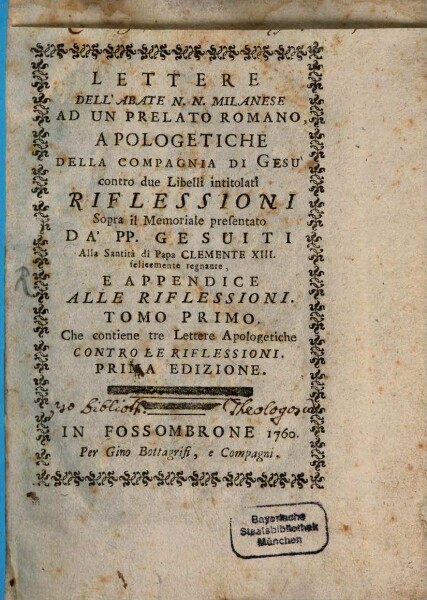 LETTERE
DELL'ABATE N. N. MILANESE
AD UN PRELATO ROMANO,
APOLOGETICHE
DELLA COMPAGNIA DI GESU'
contro due Libelli intitolati
RIFLESSIONI
Sopra il Memoriale presentato
DA' PP. GESUITI
Alla Santità di Papa CLEMENTE XIII.
felicemente regnante,
E APPENDICE
ALLE RIFLESSIONI.
TOMO PRIMO.
Che contiene tre Lettere Apologetiche
CONTRO LE RIFLESSIONI.
PRIMA EDIZIONE.
Biblioth Theologos
IN FOSSOMBRONE 1760.
Per Gino Bottagrifi, e Compagni.
Bayerische
Staatsbibliothek
München